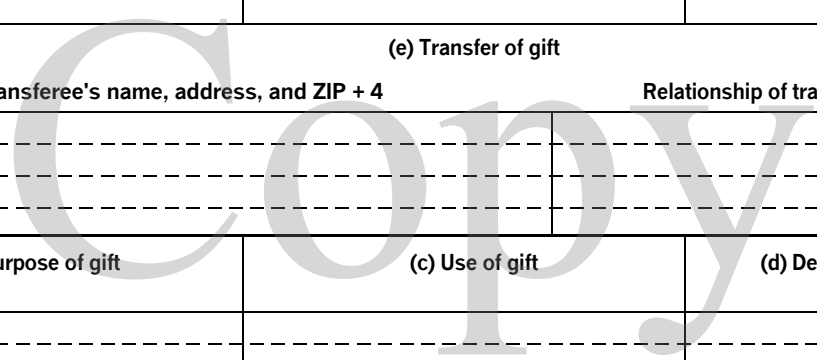 (e) Transfer of gift
ansferee's name, address, and ZIP + 4 Relationship of tra
urpose of gift (c) Use of gift (d) De
Copy